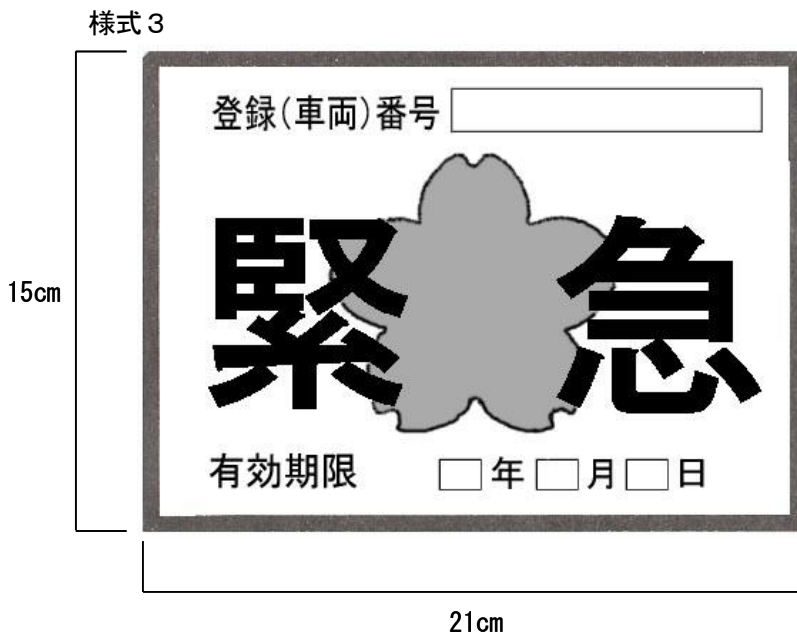 様式３
登録（車両）番号
緊急
15cm
有効期限 年 月 日
21cm